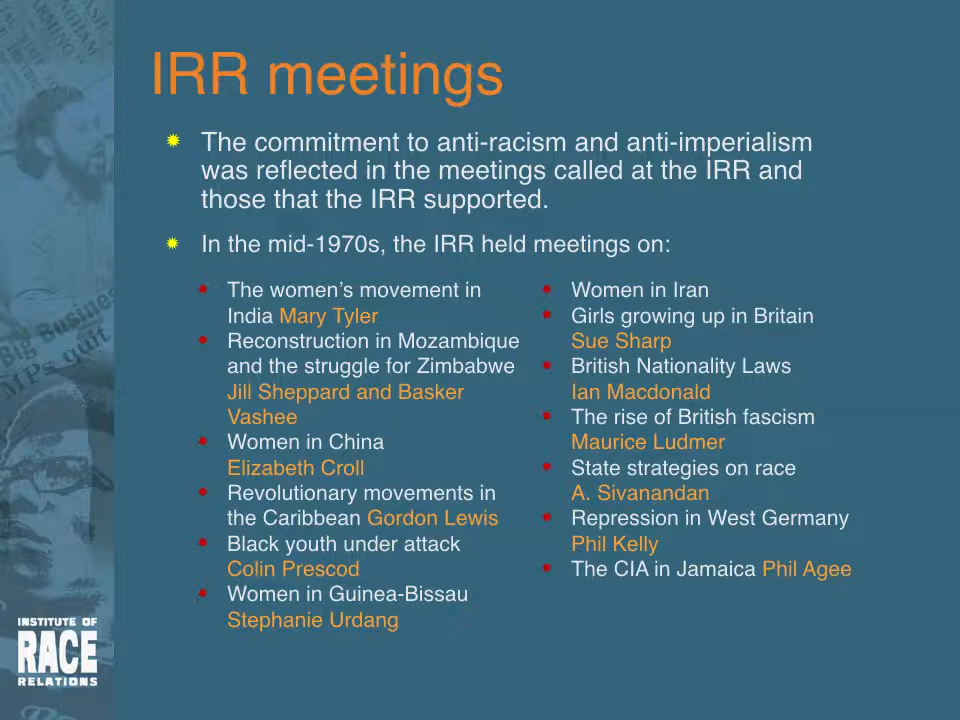 IRR meetings
The commitment to anti-racism and anti-imperialism
was reflected in the meetings called at the IRR and
those that the IRR supported.
In the mid-1970s, the IRR held meetings on:
The women's movement in
India Mary Tyler
Reconstruction in Mozambique
and the struggle for Zimbabwe
Jill Sheppard and Basker
Vashee
Women in China
Elizabeth Croll
Revolutionary movements in
the Caribbean Gordon Lewis
Black youth under attack
Colin Prescod
Women in Guinea-Bissau
Stephanie Urdang
Women in Iran
Girls growing up in Britain
Sue Sharp
British Nationality Laws
Ian Macdonald
The rise of British fascism
Maurice Ludmer
State strategies on race
A. Sivanandan
Repression in West Germany
Phil Kelly
The CIA in Jamaica Phil Agee
Big Business
MPs quit
INSTITUTE OF
RACE
RELATIONS